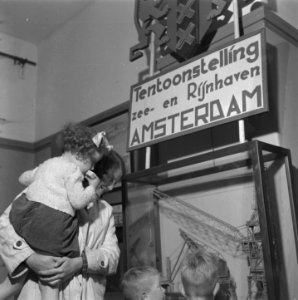 Tentoonstelling
zee- en Rijnhaven
AMSTERDAM